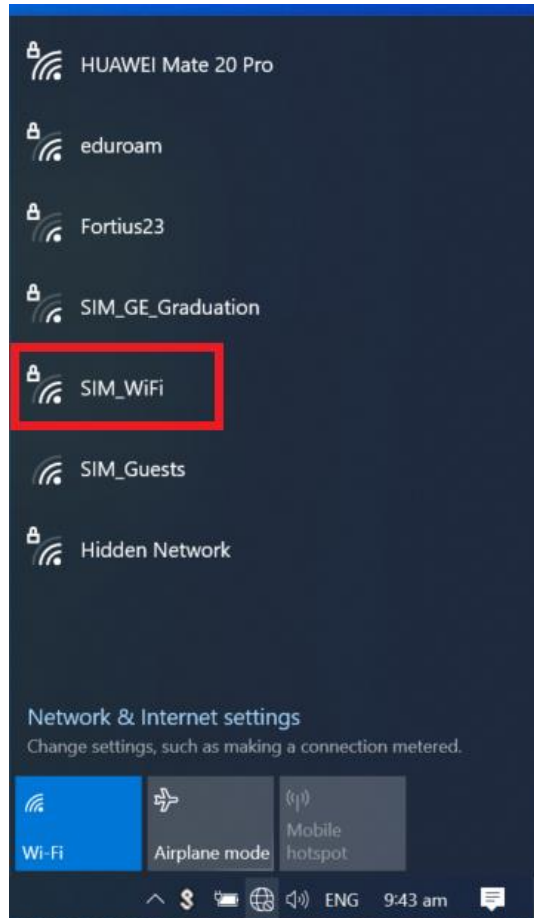 HUAWEI Mate 20 Pro
eduroam
Fortius23
SIM_GE_Graduation
SIM_WiFi
SIM_Guests
Hidden Network
Network & Internet settings
Change settings, such as making a connection metered.
Wi-Fi
Airplane mode
Mobile
hotspot
ENG 9:43 am